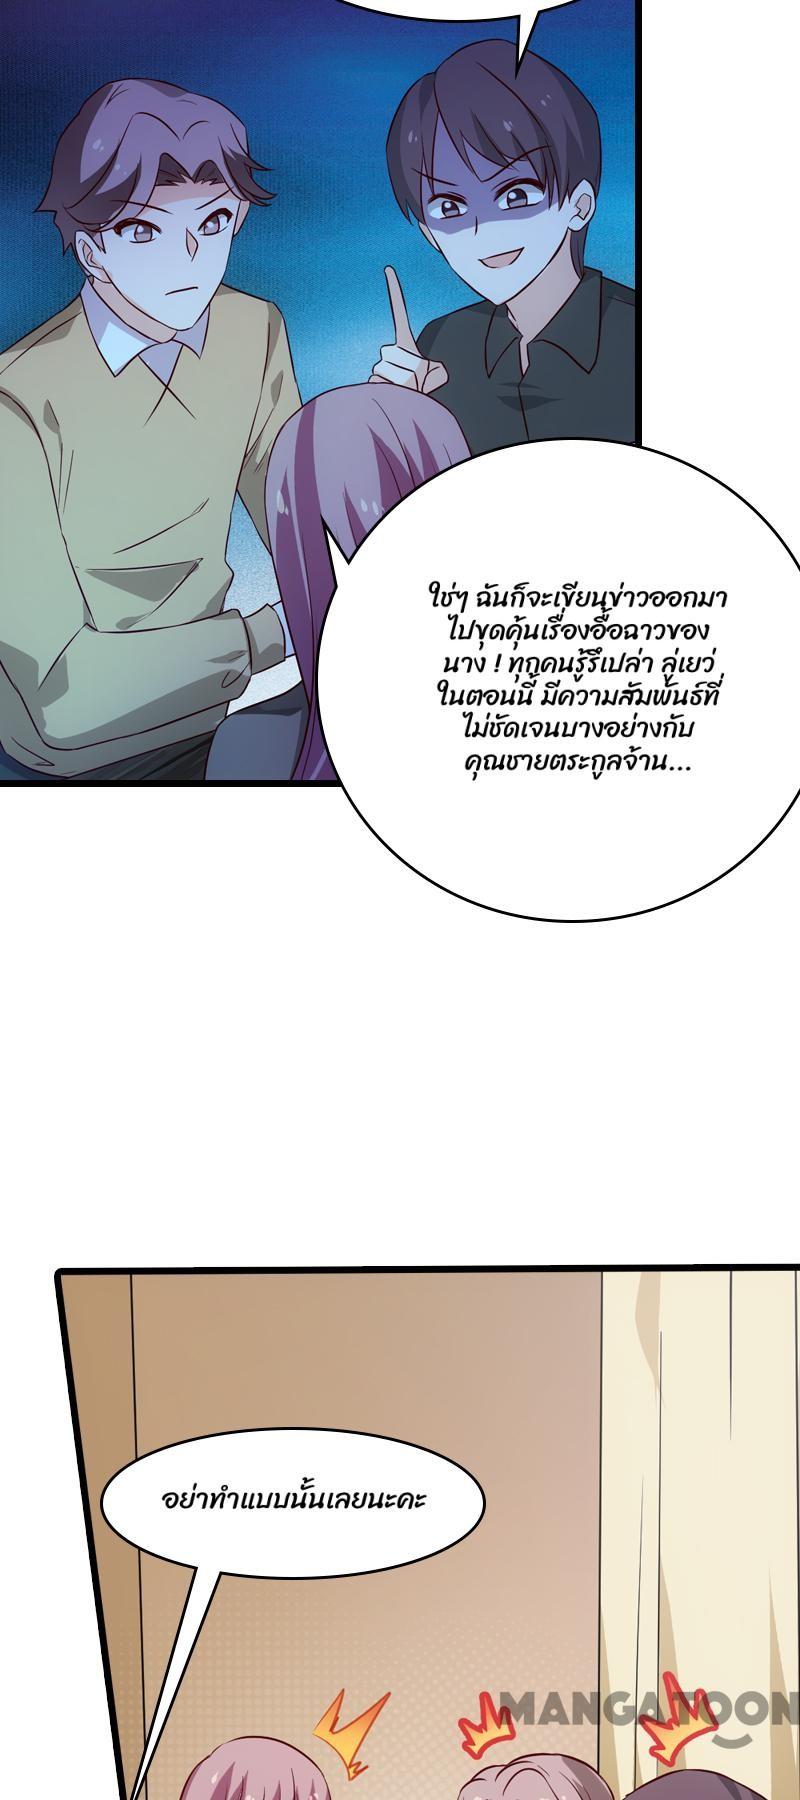 ใช่ๆ ฉันก็จะเขียนข่าวออกมา
ไปขุดคุ้นเรื่องอื้อฉาวของ
นาง ! ทุกคนรู้รึเปล่า ลู่เยว่
ในตอนนี้ มีความสัมพันธ์ที่
ไม่ชัดเจนบางอย่างกับ
คุณชายตระกูลจ้าน...
อย่าทำแบบนั้นเลยนะคะ
MANGATOON